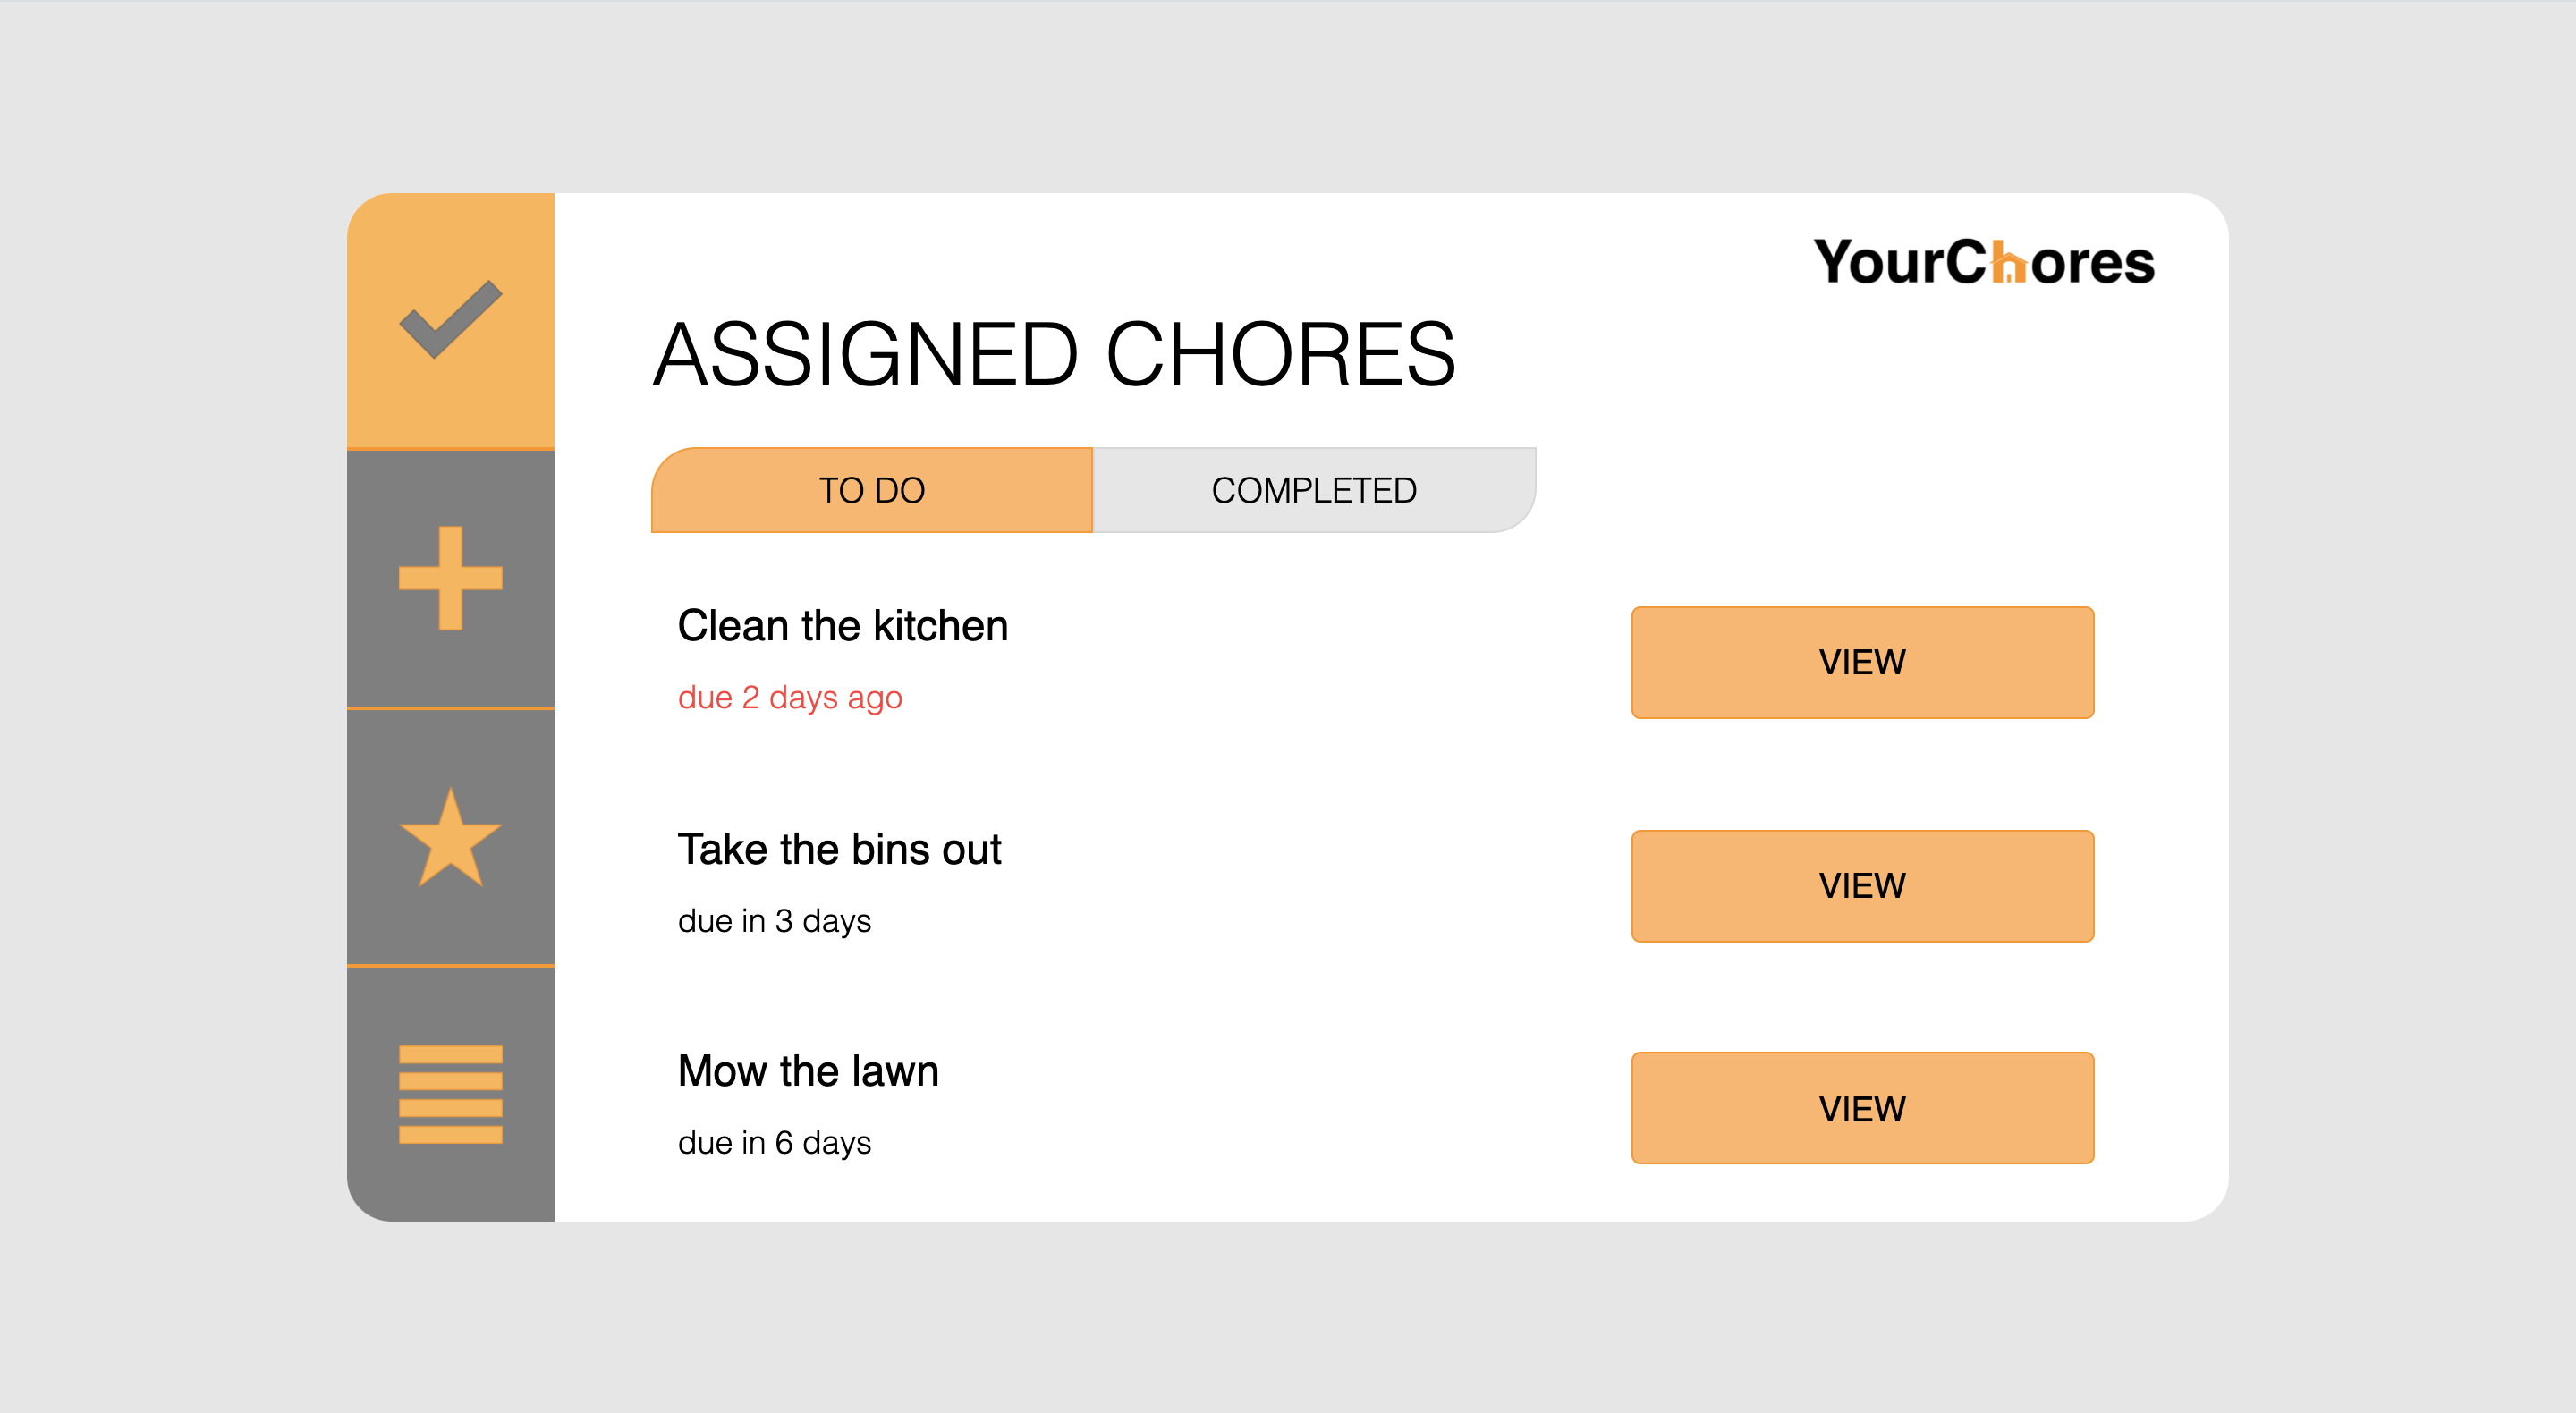 YourChores
ASSIGNED CHORES
TO DO
COMPLETED
Clean the kitchen
due 2 days ago
VIEW
Take the bins out
due in 3 days
VIEW
Mow the lawn
due in 6 days
VIEW